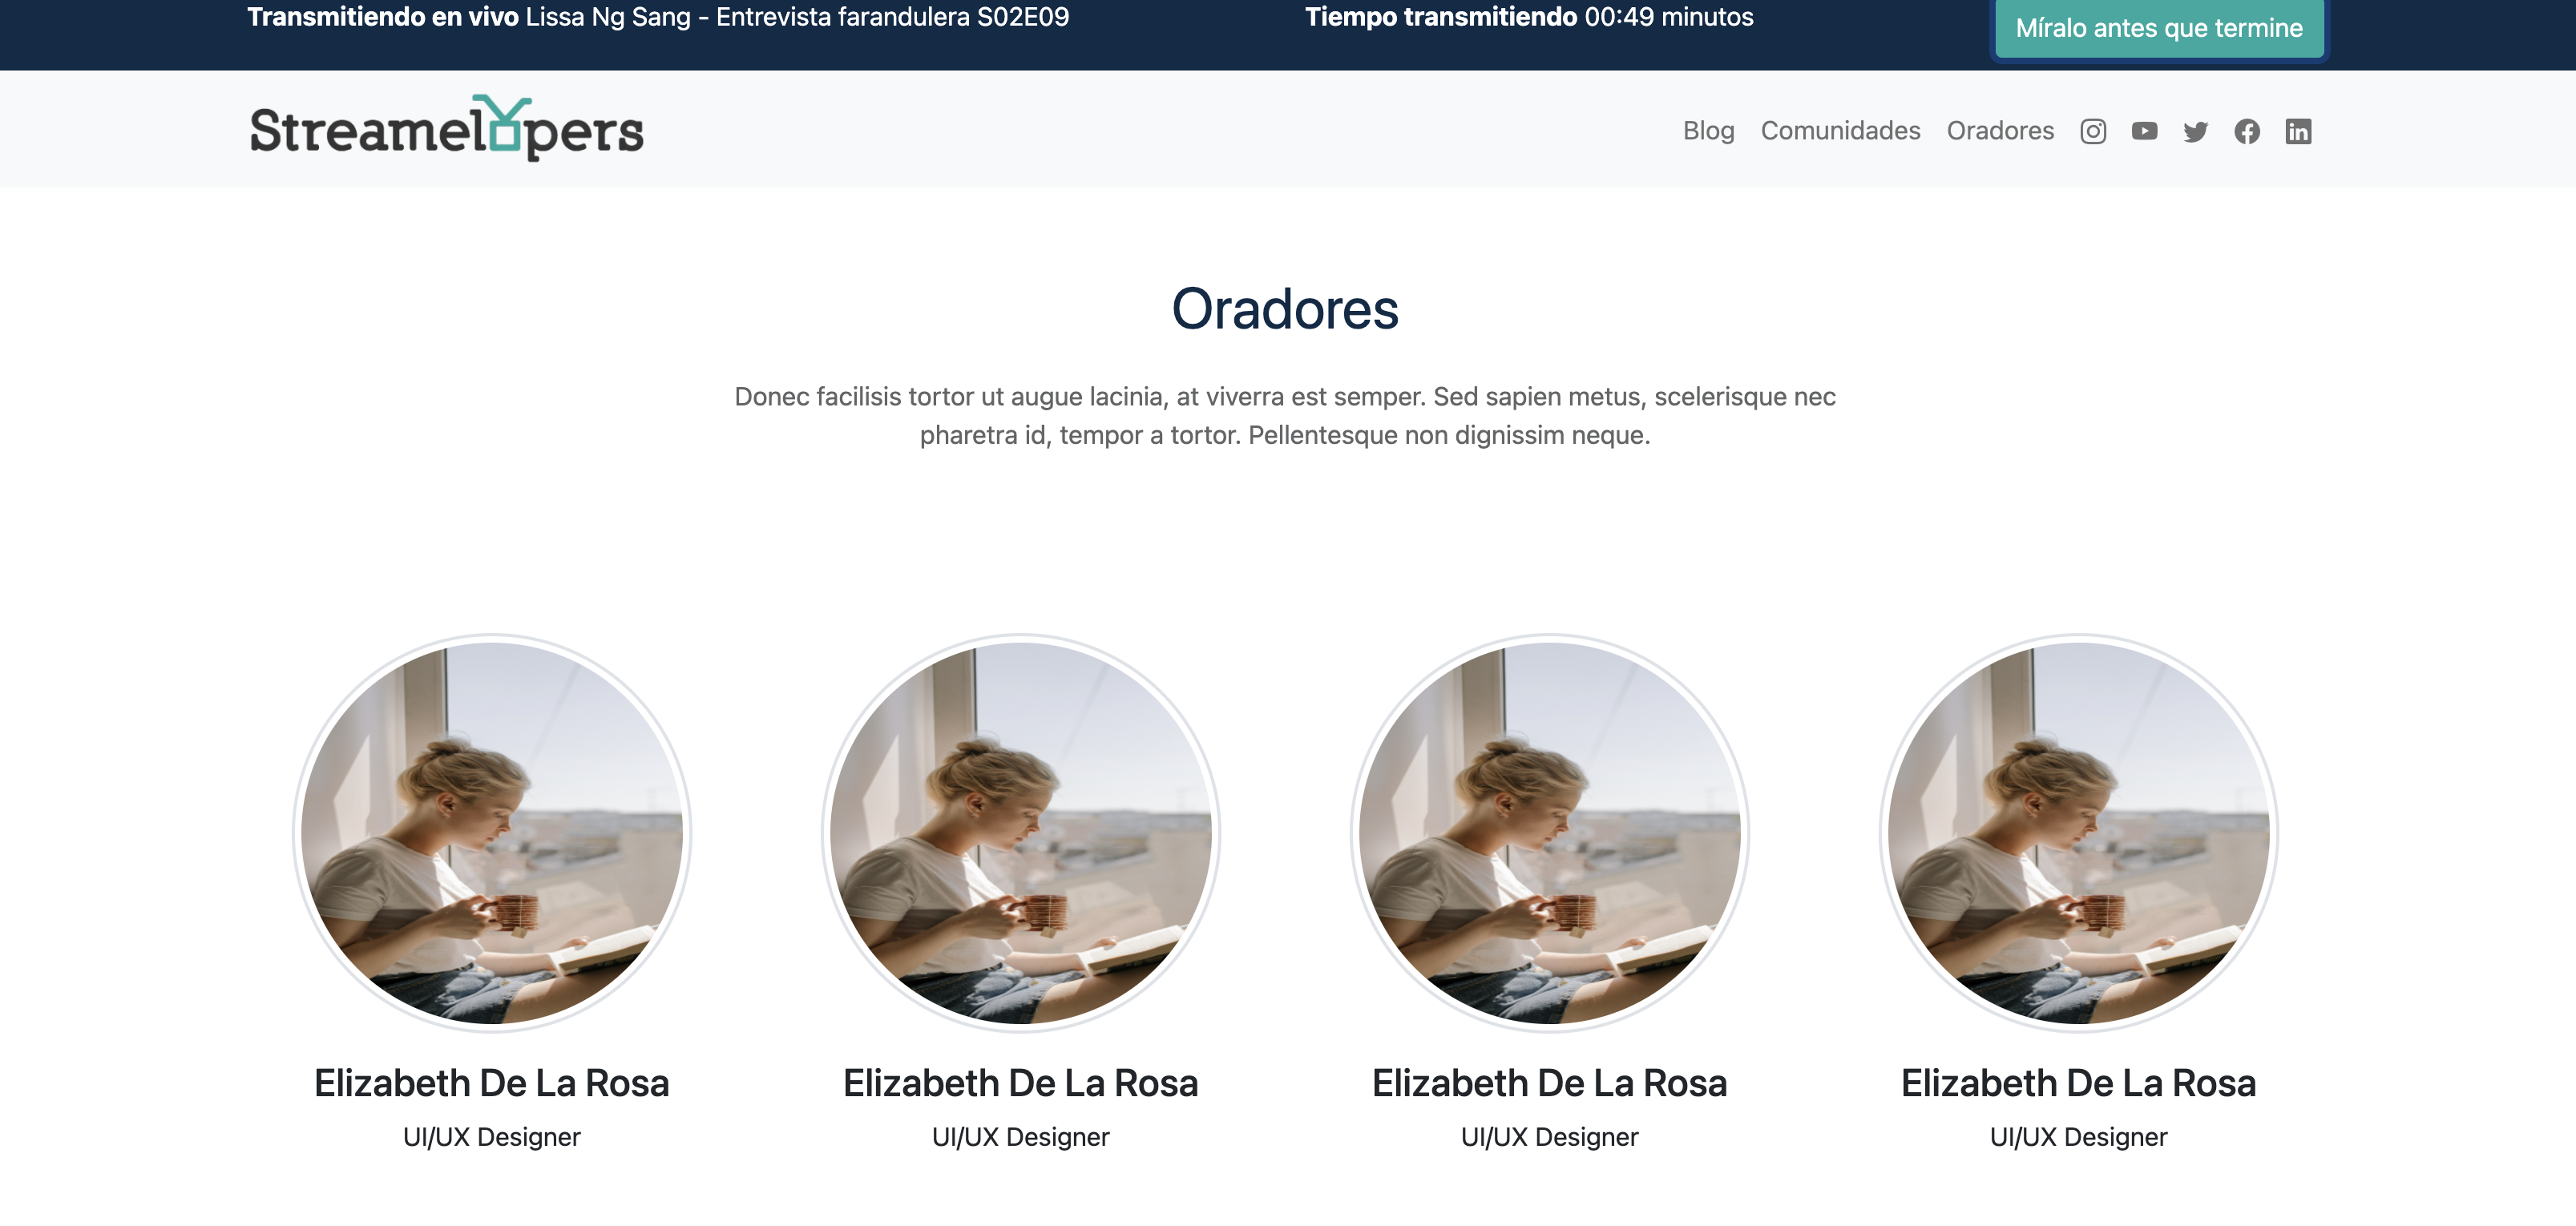 Transmitiendo en vivo Lissa Ng Sang - Entrevista farandulera S02E09
Tiempo transmitiendo 00:49 minutos
Míralo antes que termine
Streamelopers
Blog
Comunidades
Oradores
Oradores
Donec facilisis tortor ut augue lacinia, at viverra est semper. Sed sapien metus, scelerisque nec
pharetra id, tempor a tortor. Pellentesque non dignissim neque.
Elizabeth De La Rosa
UI/UX Designer
Elizabeth De La Rosa
UI/UX Designer
Elizabeth De La Rosa
UI/UX Designer
Elizabeth De La Rosa
UI/UX Designer